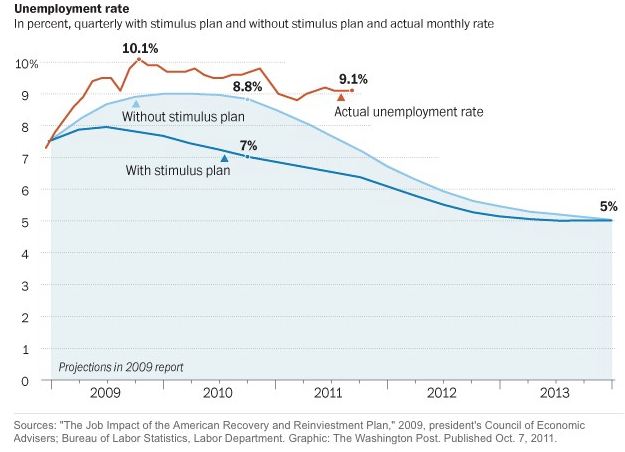 Unemployment rate
In percent, quarterly with stimulus plan and without stimulus plan and actual monthly rate
10.1%
10%
9.1%
8.8%
9
Actual unemployment rate
Without stimulus plan
8
7%
7
With stimulus plan
6
5%
5
4
3
2
1
Projections in 2009 report
0
2009 2010 2011 2012 2013
Sources: "The Job Impact of the American Recovery and Reinviestment Plan," 2009, president's Council of Economic
Advisers; Bureau of Labor Statistics, Labor Department. Graphic: The Washington Post. Published Oct. 7, 2011.